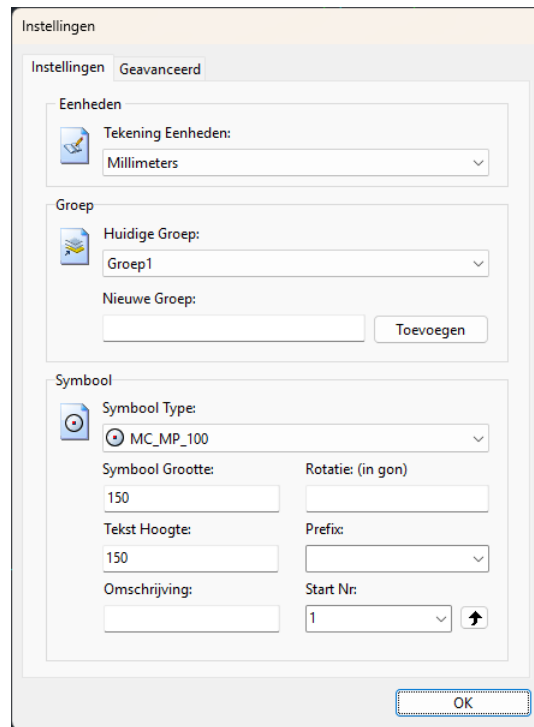 Instellingen
Instellingen Geavanceerd
Eenheden
Tekening Eenheden:
Millimeters
Groep
Huidige Groep:
Groep1
Nieuwe Groep:
Toevoegen
Symbool
Symbool Type:
MC_MP_100
Symbool Grootte: Rotatie: (in gon)
150
Tekst Hoogte: Prefix:
150
Omschrijving: Start Nr:
1
OK